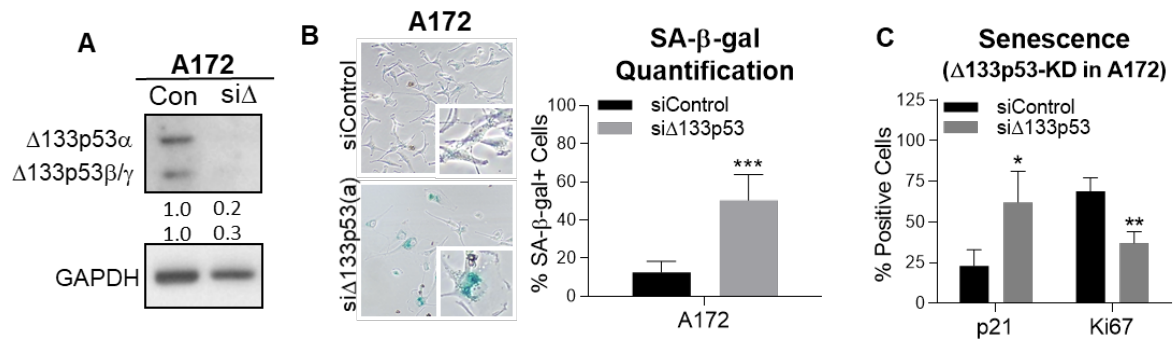 A
A172
Con siΔ
Δ133p53α
Δ133p53β/γ
1.0 0.2
1.0 0.3
GAPDH
B
A172
siControl
siΔ133p53(a)
SA-β-gal
Quantification
% SA-β-gal+ Cells
100
80
60
40
20
0
siControl
siΔ133p53
***
A172
C
Senescence
(Δ133p53-KD in A172)
% Positive Cells
125
100
75
50
25
0
siControl
siΔ133p53
*
**
p21 Ki67